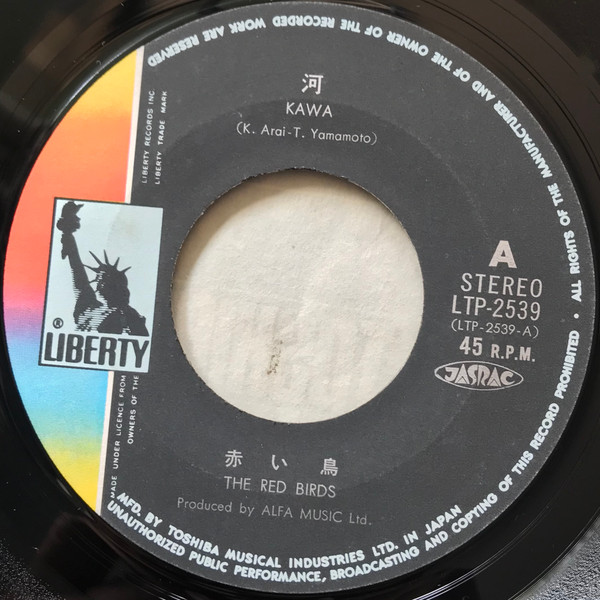 河
KAWA
(K. Arai-T. Yamamoto)
LIBERTY RECORDS INC.
LIBERTY TRADE MARK
A
STEREO
LTP-2539
(LTP-2539-A)
45 R.P.M.
JASRAC
®
LIBERTY
MADE UNDER LICENCE FROM
OWNERS OF THE
赤い鳥
THE RED BIRDS
Produced by ALFA MUSIC Ltd.
MFD. BY TOSHIBA MUSICAL INDUSTRIES LTD. IN JAPAN
• ALL RIGHTS OF THE MANUFACTURER AND OF THE OWNER OF THE RECORDED WORK ARE RESERVED
UNAUTHORIZED PUBLIC PERFORMANCE, BROADCASTING AND COPYING OF THIS RECORD PROHIBITED